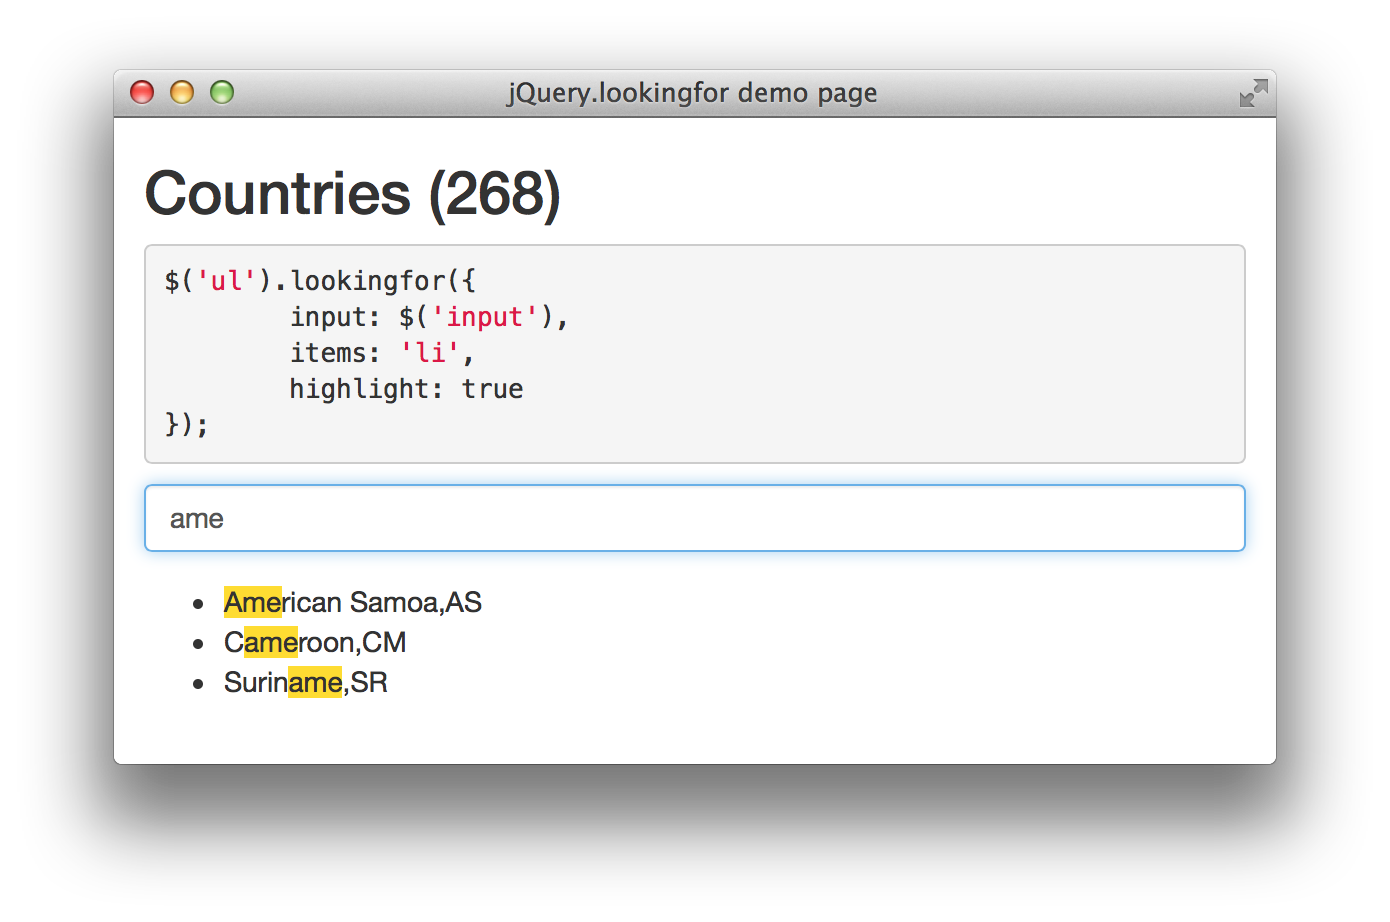 jQuery.lookingfor demo page
Countries (268)
$('ul').lookingfor({
        input: $('input'),
        items: 'li',
        highlight: true
});
ame
American Samoa,AS
Cameroon,CM
Suriname,SR